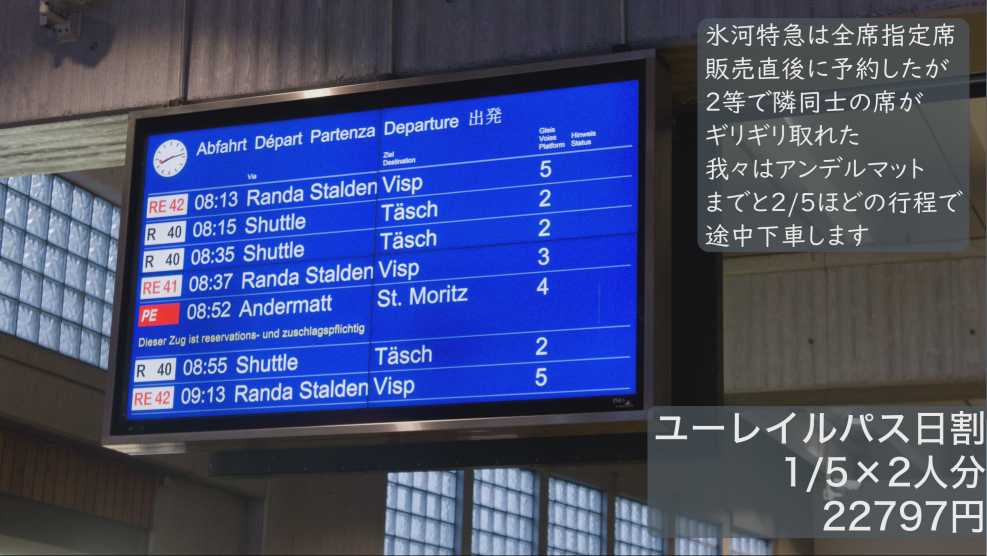 Abfahrt Départ Partenza Departure 出発
Via
Ziel
Destination
Gleis
Voies
Platform
Hinweis
Status
RE 42 08:13 Randa Stalden Visp 5
R 40 08:15 Shuttle Täsch 2
R 40 08:35 Shuttle Täsch 2
RE 41 08:37 Randa Stalden Visp 3
PE 08:52 Andermatt St. Moritz 4
Dieser Zug ist reservations- und zuschlagspflichtig
R 40 08:55 Shuttle Täsch 2
RE 42 09:13 Randa Stalden Visp 5
氷河特急は全席指定席
販売直後に予約したが
2等で隣同士の席が
ギリギリ取れた
我々はアンデルマット
までと2/5ほどの行程で
途中下車します
ユーレイルパス日割
1/5×2人分
22797円